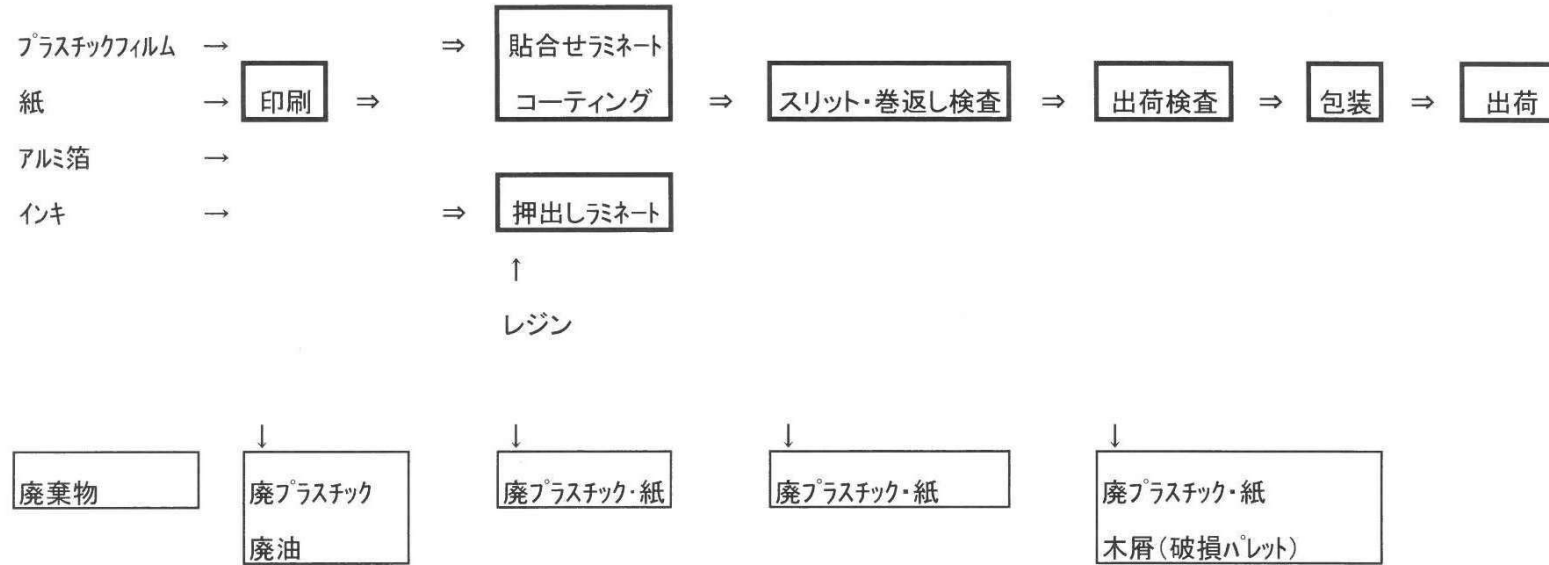 プラスチックフィルム → ⇒ 貼合せラミネート
紙 → 印刷 ⇒ コーティング ⇒ スリット・巻返し検査 ⇒ 出荷検査 ⇒ 包装 ⇒ 出荷
アルミ箔 →
インキ → ⇒ 押出しラミネート
↑
レジン
↓ ↓ ↓ ↓
廃棄物 廃プラスチック 廃プラスチック・紙 廃プラスチック・紙 廃プラスチック・紙
廃油 木屑(破損パレット)